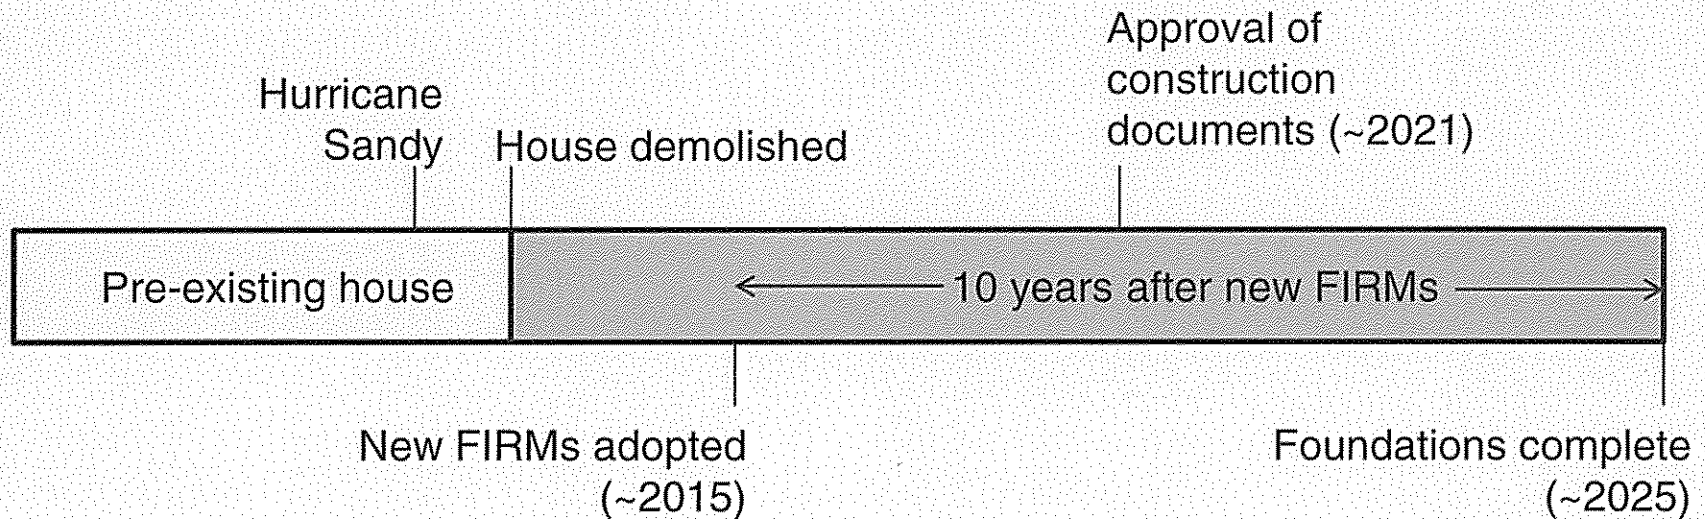 Approval of
construction
documents (~2021)
Hurricane
Sandy
House demolished
Pre-existing house
10 years after new FIRMs
New FIRMs adopted
(~2015)
Foundations complete
(~2025)